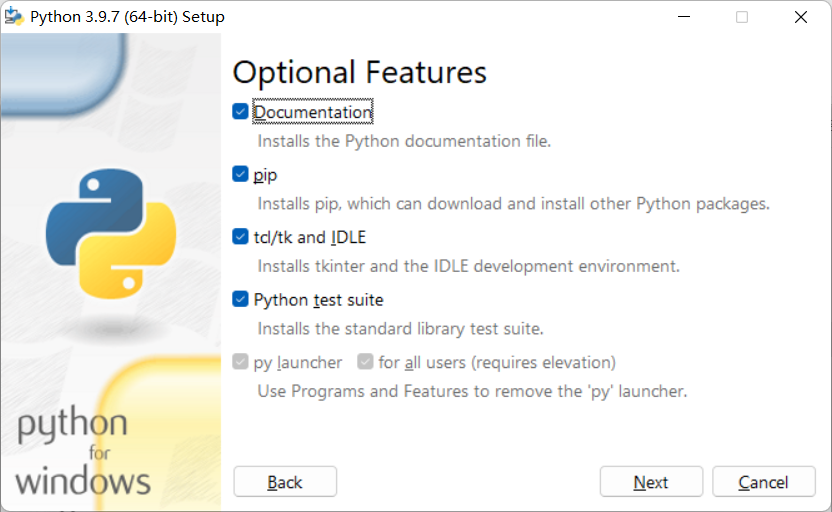 Python 3.9.7 (64-bit) Setup
Optional Features
Documentation
Installs the Python documentation file.
pip
Installs pip, which can download and install other Python packages.
tcl/tk and IDLE
Installs tkinter and the IDLE development environment.
Python test suite
Installs the standard library test suite.
py launcher for all users (requires elevation)
Use Programs and Features to remove the 'py' launcher.
python
for
windows
Back Next Cancel